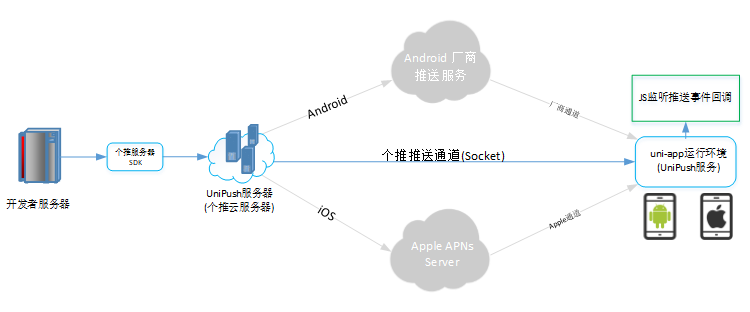 Android 厂商
推送服务
Android
厂商通道
JS监听推送事件回调
个推服务器
SDK
个推推送通道(Socket)
uni-app运行环境
(UniPush服务)
开发者服务器
UniPush服务器
(个推云服务器)
iOS
Apple通道
Apple APNs
Server